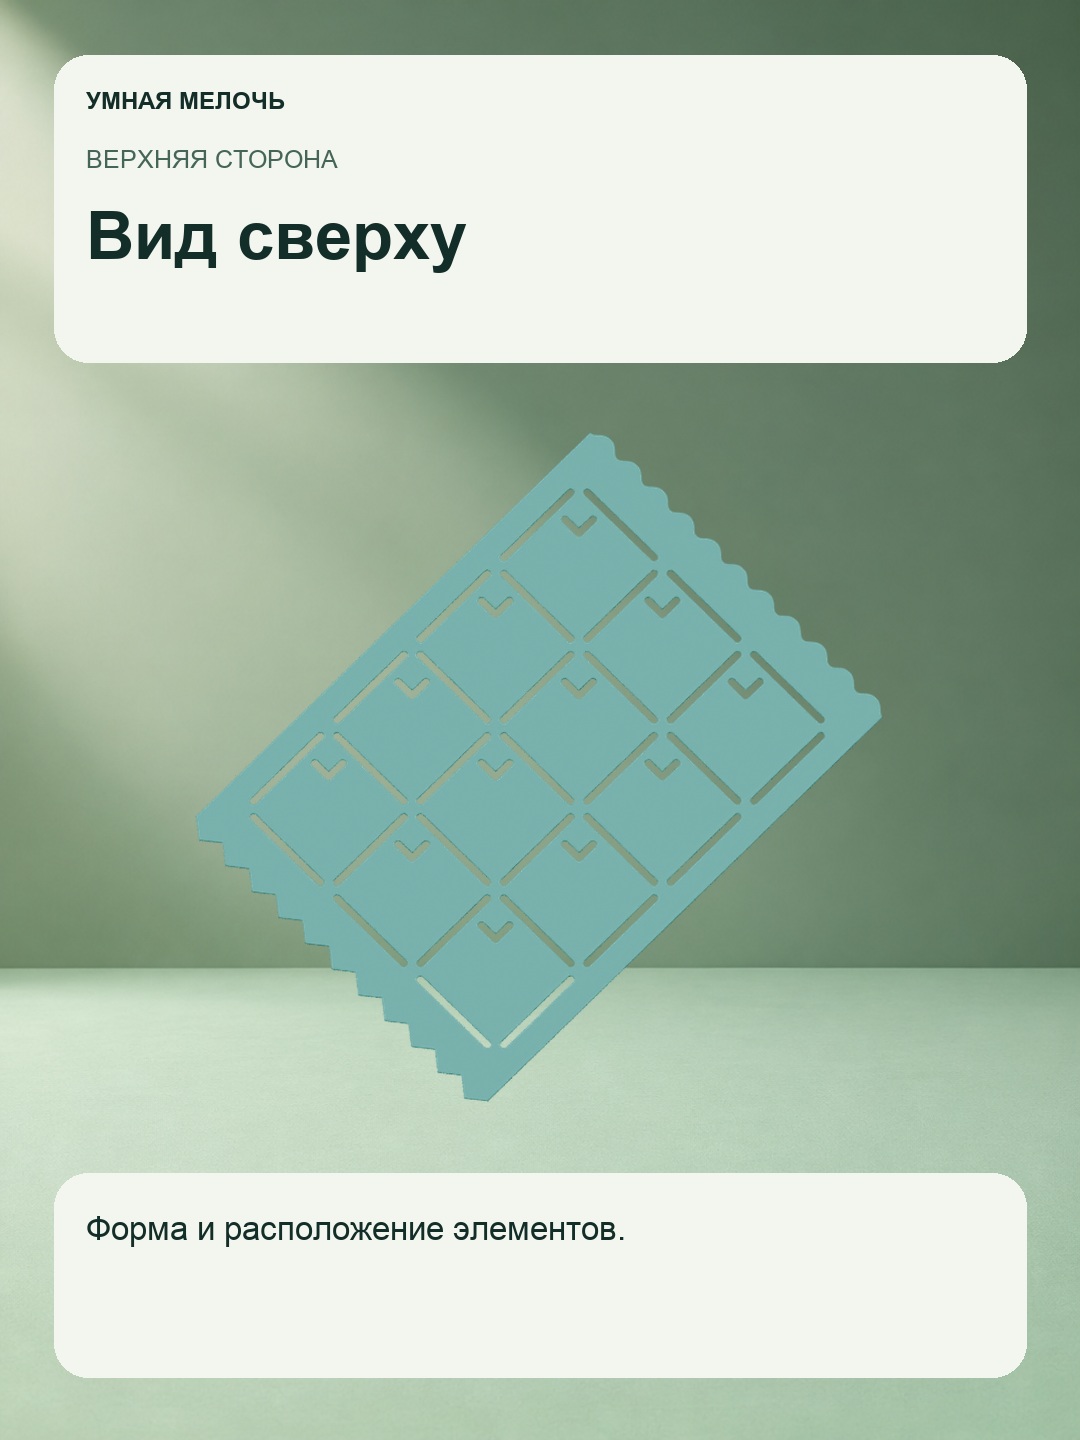 УМНАЯ МЕЛОЧЬ
ВЕРХНЯЯ СТОРОНА
Вид сверху
Форма и расположение элементов.